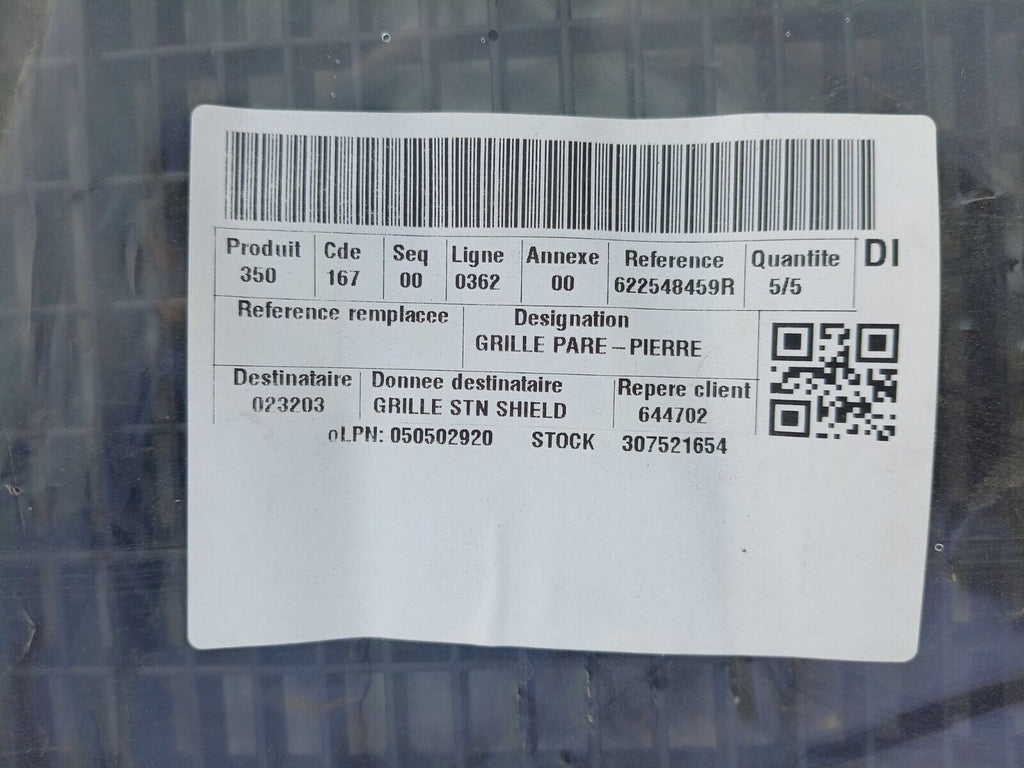 Produit Cde Seq Ligne Annexe Reference Quantite DI
350 167 00 0362 00 622548459R 5/5
Reference remplacee Designation
GRILLE PARE-PIERRE
Destinataire Donnee destinataire Repere client
023203 GRILLE STN SHIELD 644702
oLPN: 050502920 STOCK 307521654